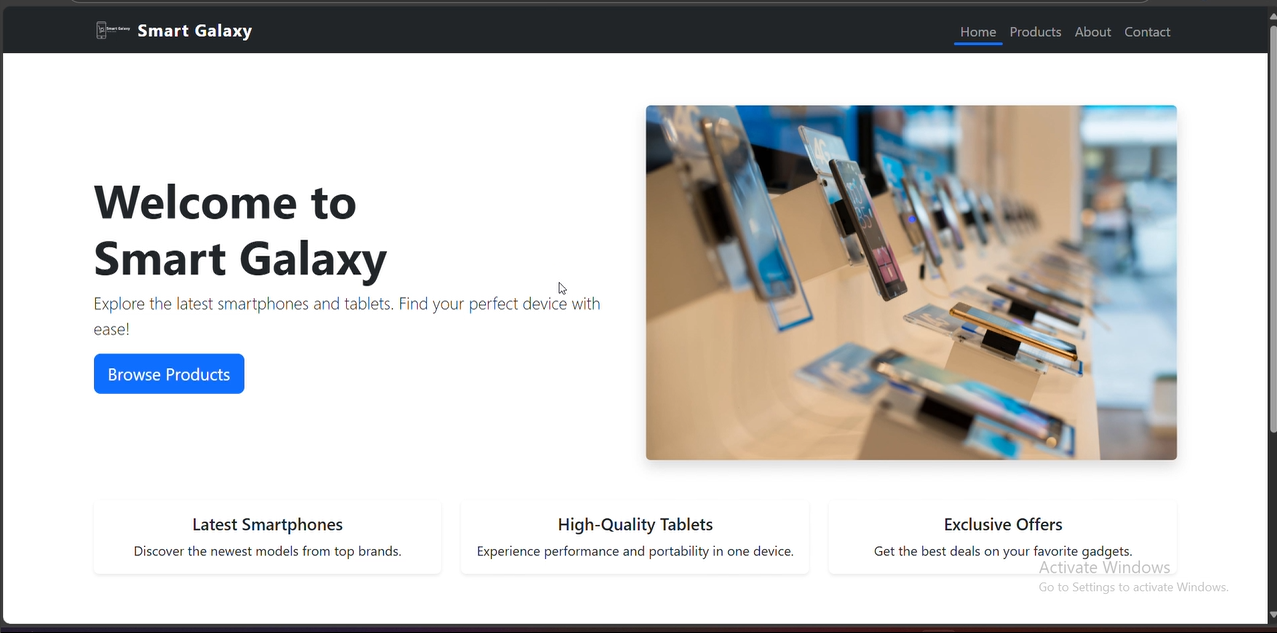 Smart Galaxy
Smart Galaxy
Home
Products
About
Contact
Welcome to
Smart Galaxy
Explore the latest smartphones and tablets. Find your perfect device with
ease!
Browse Products
4G
Latest Smartphones
Discover the newest models from top brands.
High-Quality Tablets
Experience performance and portability in one device.
Exclusive Offers
Get the best deals on your favorite gadgets.
Activate Windows
Go to Settings to activate Windows.